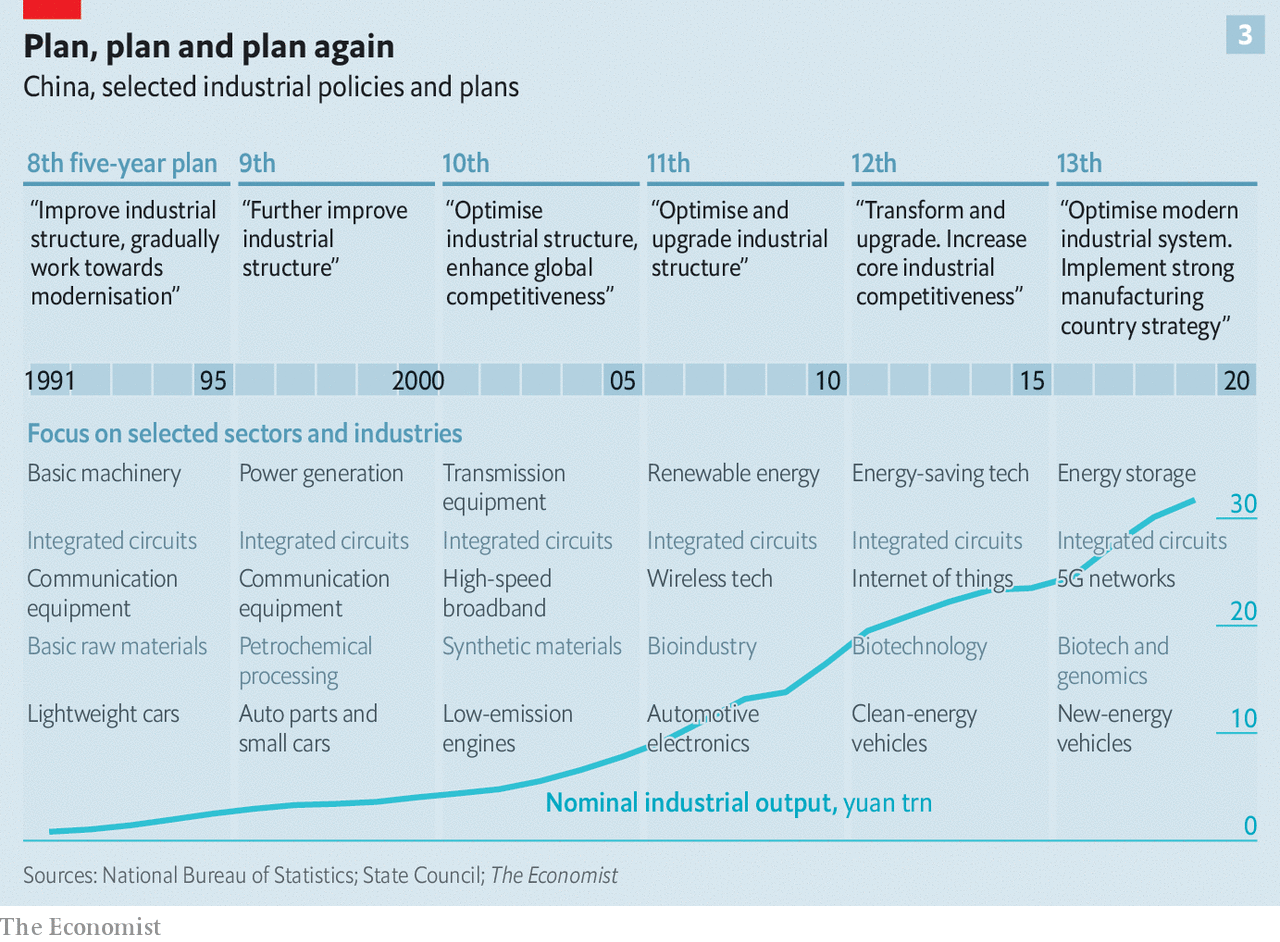 Plan, plan and plan again
3
China, selected industrial policies and plans
8th five-year plan
9th
10th
11th
12th
13th
“Improve industrial
structure, gradually
work towards
modernisation”
“Further improve
industrial
structure”
“Optimise
industrial structure,
enhance global
competitiveness”
“Optimise and
upgrade industrial
structure”
“Transform and
upgrade. Increase
core industrial
competitiveness”
“Optimise modern
industrial system.
Implement strong
manufacturing
country strategy”
1991
95
2000
05
10
15
20
Focus on selected sectors and industries
Basic machinery
Power generation
Transmission
equipment
Renewable energy
Energy-saving tech
Energy storage
Integrated circuits
Integrated circuits
Integrated circuits
Integrated circuits
Integrated circuits
Integrated circuits
Communication
equipment
Communication
equipment
High-speed
broadband
Wireless tech
Internet of things
5G networks
Basic raw materials
Petrochemical
processing
Synthetic materials
Bioindustry
Biotechnology
Biotech and
genomics
Lightweight cars
Auto parts and
small cars
Low-emission
engines
Automotive
electronics
Clean-energy
vehicles
New-energy
vehicles
30
20
10
0
Nominal industrial output, yuan trn
Sources: National Bureau of Statistics; State Council; The Economist
The Economist